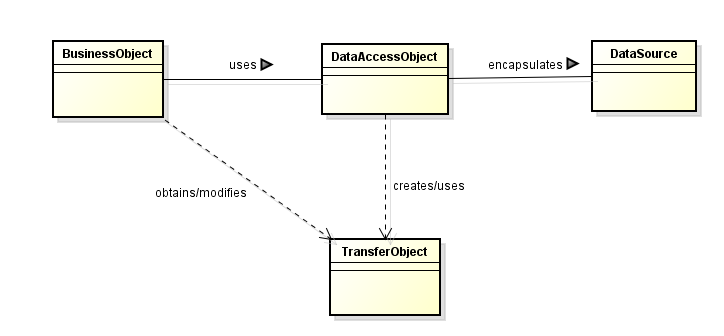 BusinessObject
uses
DataAccessObject
encapsulates
DataSource
obtains/modifies
creates/uses
TransferObject